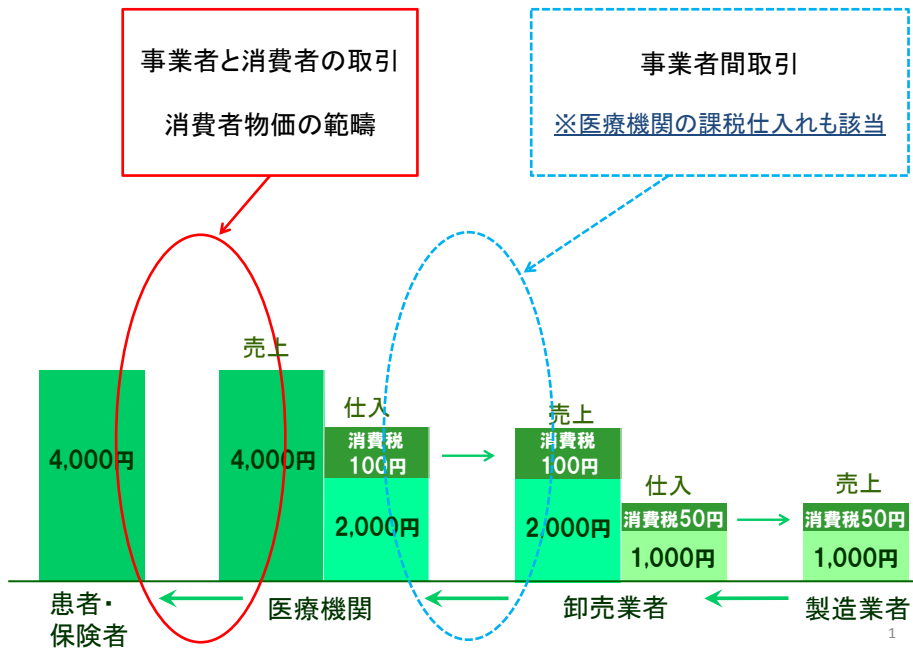 事業者と消費者の取引
消費者物価の範疇
事業者間取引
※医療機関の課税仕入れも該当
売上
仕入
売上
仕入
売上
4,000円
4,000円
消費税
100円
2,000円
消費税
100円
2,000円
消費税50円
1,000円
消費税50円
1,000円
患者・
保険者
医療機関
卸売業者
製造業者
1